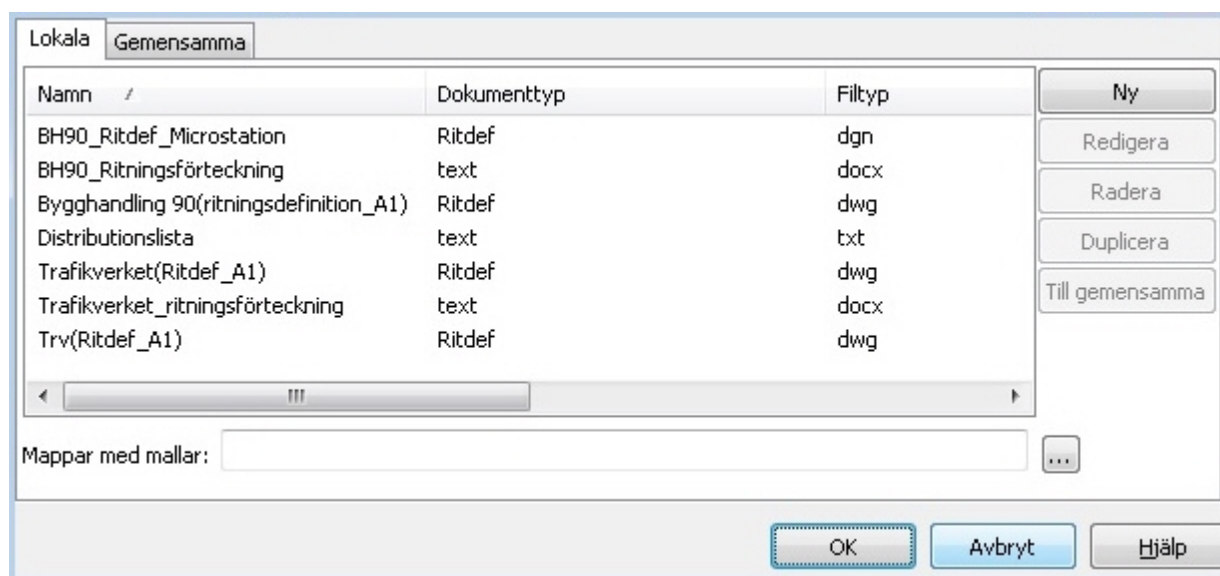 Lokala Gemensamma
Namn Dokumenttyp Filtyp Ny
BH90_Ritdef_Microstation Ritdef dgn Redigera
BH90_Ritningsförteckning text docx
Bygghandling 90(ritningsdefinition_A1) Ritdef dwg Radera
Distributionslista text txt Duplicera
Trafikverket(Ritdef_A1) Ritdef dwg
Trafikverket_ritningsförteckning text docx Till gemensamma
Trv(Ritdef_A1) Ritdef dwg
Mappar med mallar: ...
OK Avbryt Hjälp